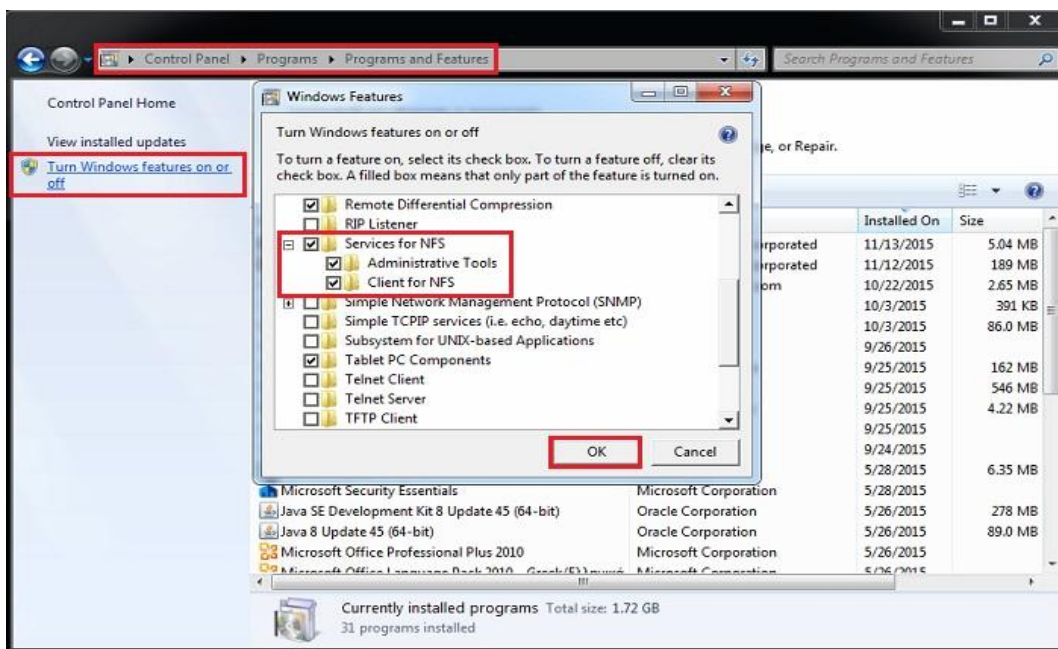 Control Panel ▸ Programs ▸ Programs and Features
Search Programs and Features
Control Panel Home
View installed updates
Turn Windows features on or
off
Windows Features
Turn Windows features on or off
To turn a feature on, select its check box. To turn a feature off, clear its
check box. A filled box means that only part of the feature is turned on.
Remote Differential Compression
RIP Listener
Services for NFS
Administrative Tools
Client for NFS
Simple Network Management Protocol (SNMP)
Simple TCPIP services (i.e. echo, daytime etc)
Subsystem for UNIX-based Applications
Tablet PC Components
Telnet Client
Telnet Server
TFTP Client
OK
Cancel
or Repair.
Installed On Size
rporated 11/13/2015 5.04 MB
rporated 11/12/2015 189 MB
om 10/22/2015 2.65 MB
10/3/2015 391 KB
10/3/2015 86.0 MB
9/26/2015
9/25/2015 162 MB
9/25/2015 546 MB
9/25/2015 4.22 MB
9/25/2015
9/24/2015
5/28/2015 6.35 MB
Microsoft Security Essentials Microsoft Corporation 5/28/2015
Java SE Development Kit 8 Update 45 (64-bit) Oracle Corporation 5/26/2015 278 MB
Java 8 Update 45 (64-bit) Oracle Corporation 5/26/2015 89.0 MB
Microsoft Office Professional Plus 2010 Microsoft Corporation 5/26/2015
Microsoft Office Language Pack 2010 Microsoft Corporation 5/26/2015
Currently installed programs Total size: 1.72 GB
31 programs installed